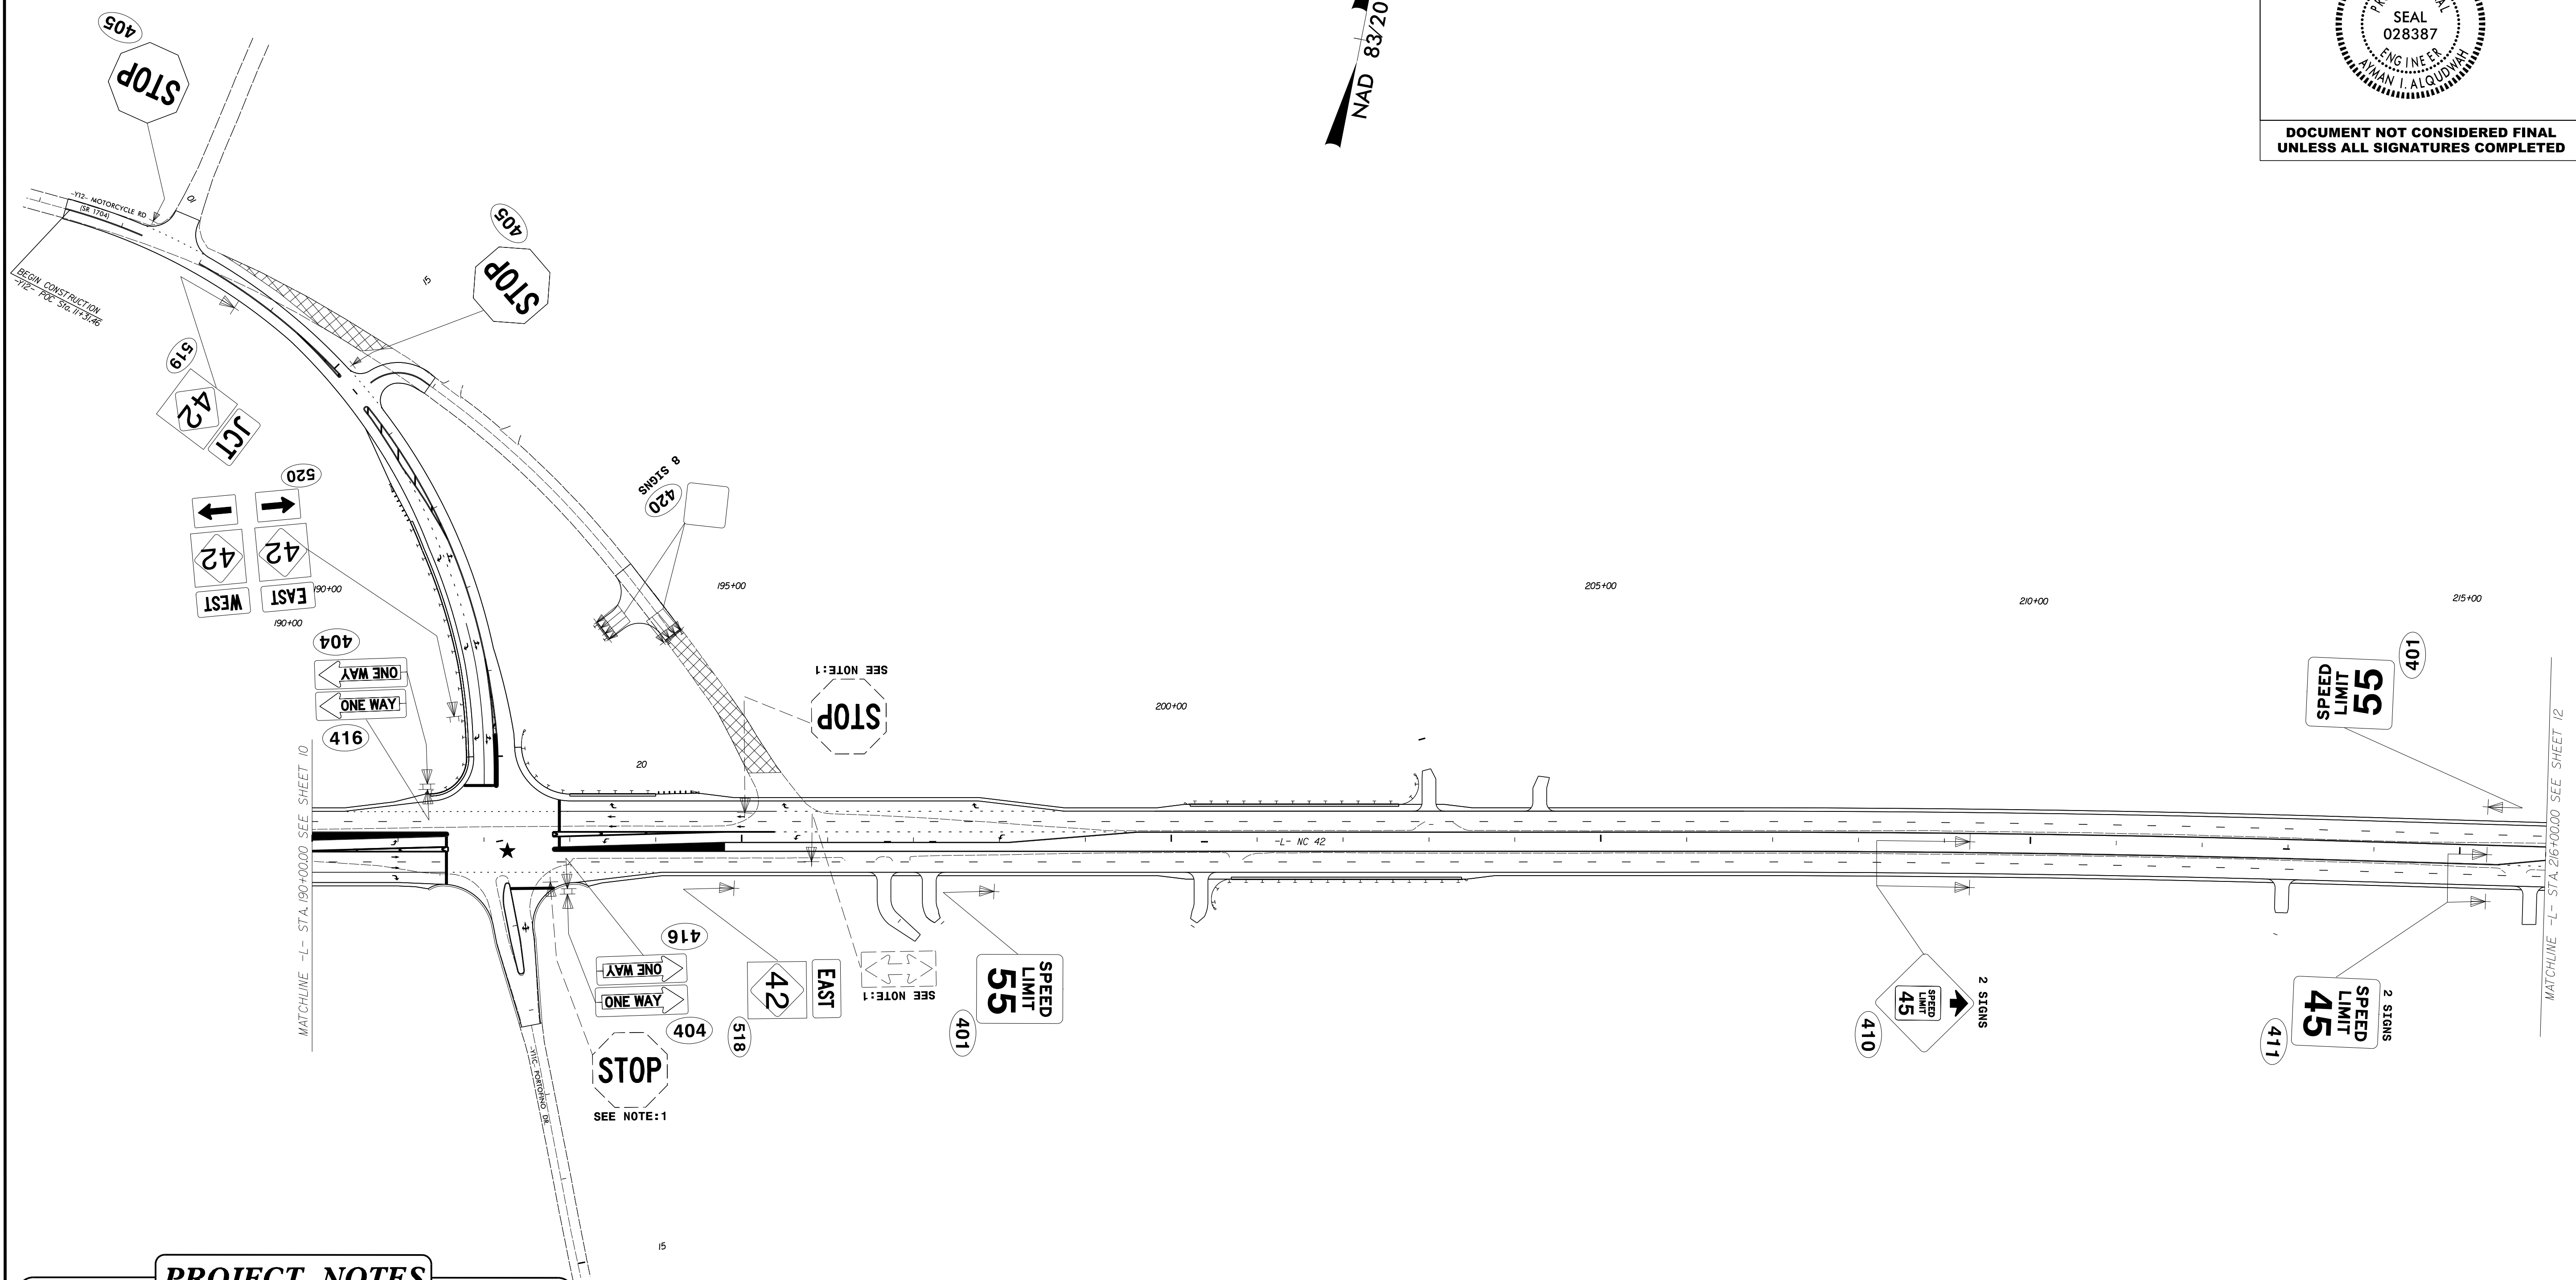 405
STOP
NAD 83/20
SEAL
028387
ENGINEER
AYMAN I. ALQUDWAH
DOCUMENT NOT CONSIDERED FINAL
UNLESS ALL SIGNATURES COMPLETED
-Y12- MOTORCYCLE RD
(SR 1704)
10
BEGIN CONSTRUCTION
-Y12- POC Sta. 11+31.46
405
STOP
15
519
42
JCT
520
42
42
WEST
EAST
190+00
190+00
8 SIGNS
420
195+00
200+00
205+00
210+00
215+00
404
ONE WAY
ONE WAY
416
SEE NOTE:1
STOP
20
401
SPEED
LIMIT
55
MATCHLINE -L- STA. 190+00.00 SEE SHEET 10
MATCHLINE -L- STA. 216+00.00 SEE SHEET 12
-L- NC 42
416
ONE WAY
ONE WAY
404
STOP
SEE NOTE:1
518
42
EAST
SEE NOTE:1
401
SPEED
LIMIT
55
410
SPEED
LIMIT
45
2 SIGNS
411
SPEED
LIMIT
45
2 SIGNS
-Y11C- PORTOFINO DR.
15
PROJECT NOTES